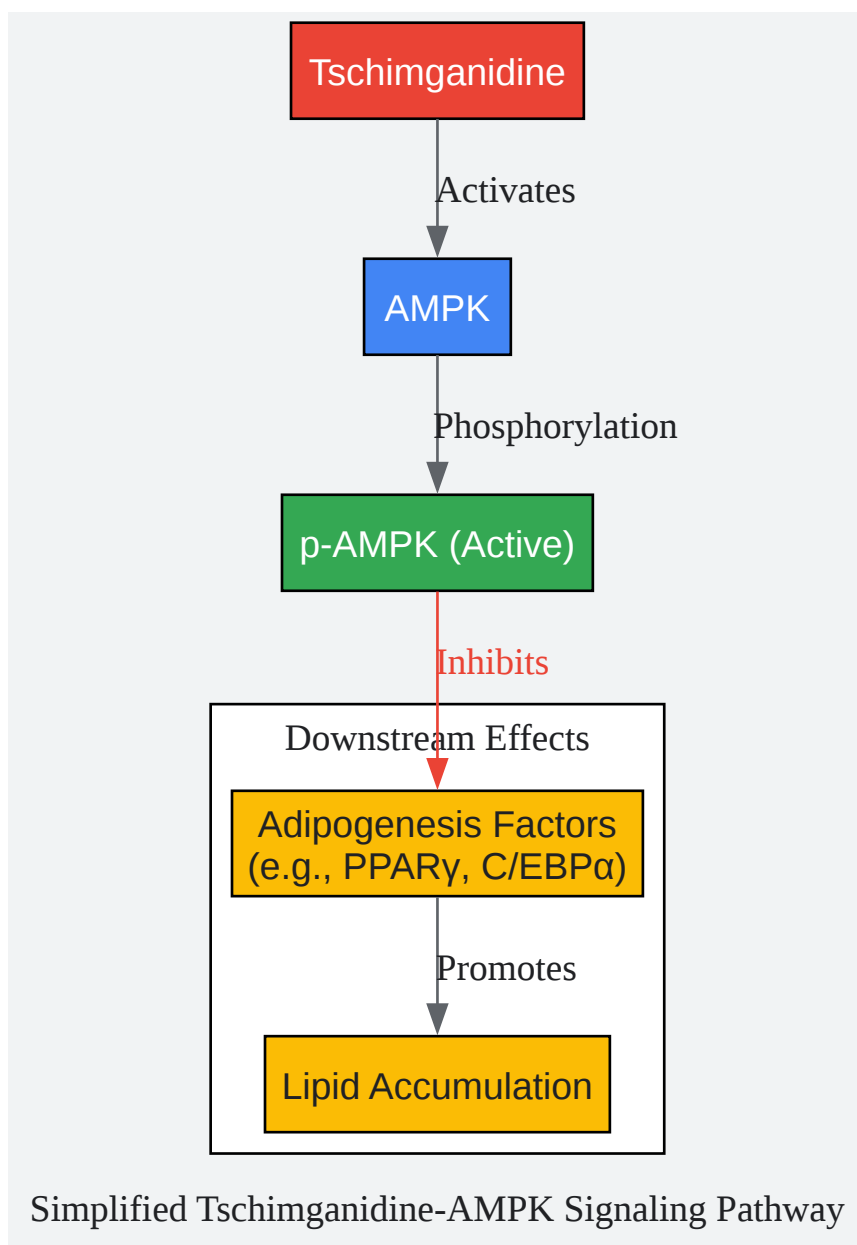 Tschimganidine
Activates
AMPK
Phosphorylation
p-AMPK (Active)
Inhibits
Downstream Effects
Adipogenesis Factors
(e.g., PPARγ, C/EBPα)
Promotes
Lipid Accumulation
Simplified Tschimganidine-AMPK Signaling Pathway